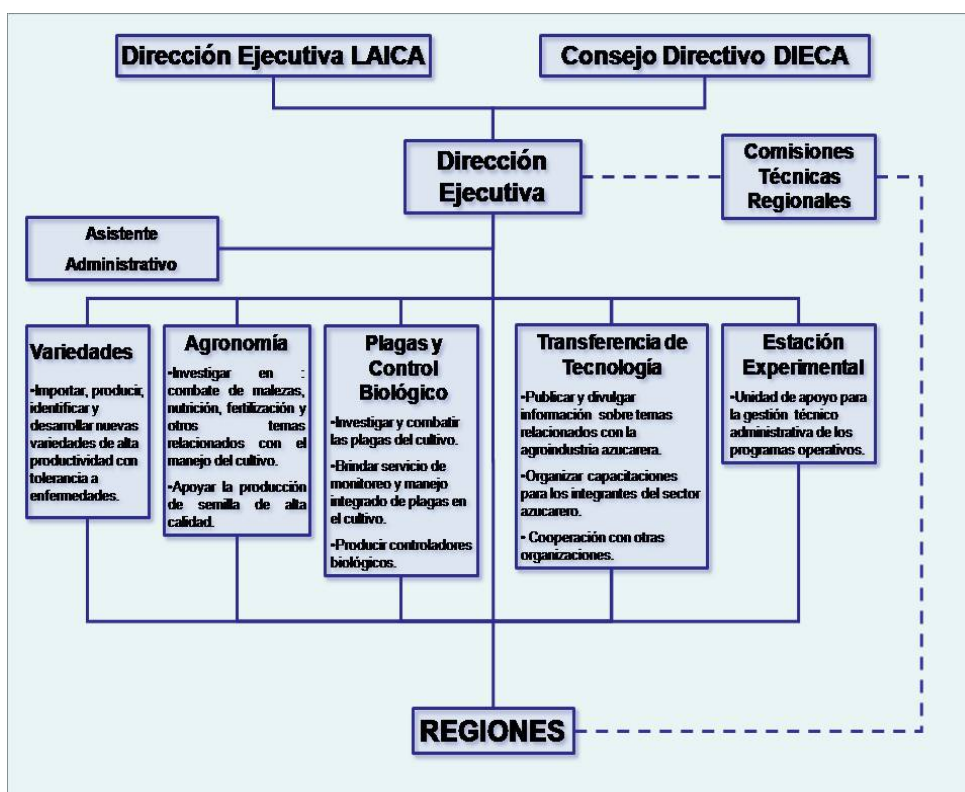 Dirección Ejecutiva LAICA
Consejo Directivo DIECA
Dirección
Ejecutiva
Comisiones
Técnicas
Regionales
Asistente
Administrativo
Variedades
▪Importar, producir,
identificar y
desarrollar nuevas
variedades de alta
productividad con
tolerancia a
enfermedades.
Agronomía
▪Investigar en :
combate de malezas,
nutrición, fertilización y
otros temas
relacionados con el
manejo del cultivo.
▪Apoyar la producción
de semilla de alta
calidad.
Plagas y
Control
Biológico
▪Investigar y combatir
las plagas del cultivo.
▪Brindar servicio de
monitoreo y manejo
integrado de plagas en
el cultivo.
▪Producir controladores
biológicos.
Transferencia de
Tecnología
▪Publicar y divulgar
información sobre temas
relacionados con la
agroindustria azucarera.
▪Organizar capacitaciones
para los integrantes del sector
azucarero.
▪ Cooperación con otras
organizaciones.
Estación
Experimental
▪Unidad de apoyo para
la gestión técnico
administrativa de los
programas operativos.
REGIONES